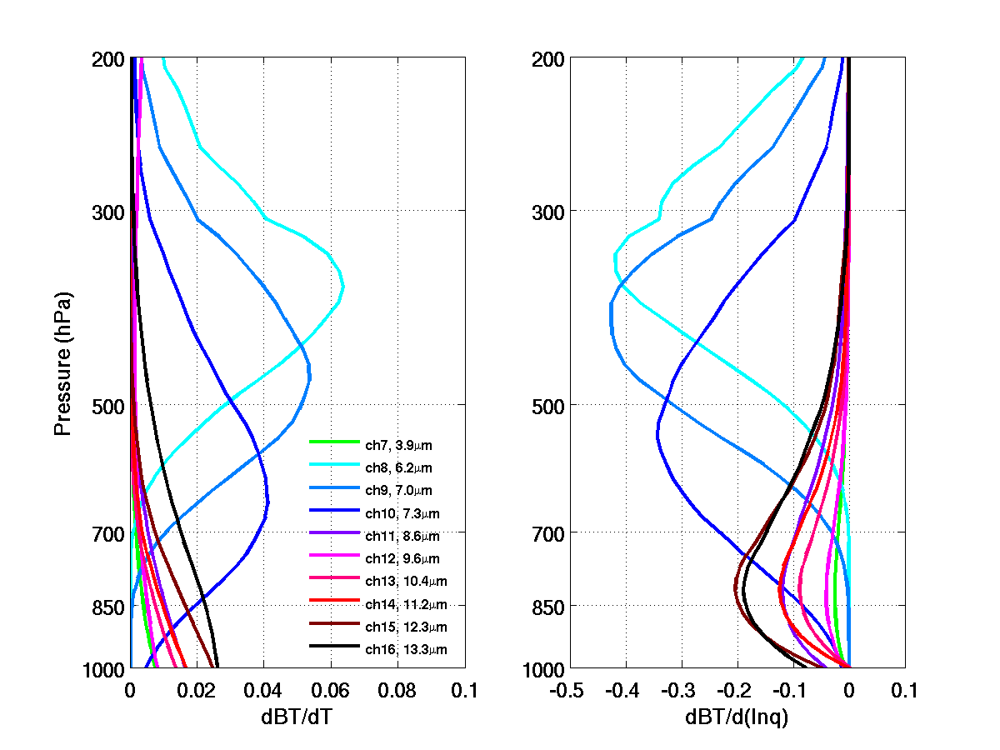 200
300
500
700
850
1000
Pressure (hPa)
0 0.02 0.04 0.06 0.08 0.1
dBT/dT
ch7, 3.9μm
ch8, 6.2μm
ch9, 7.0μm
ch10, 7.3μm
ch11, 8.6μm
ch12, 9.6μm
ch13, 10.4μm
ch14, 11.2μm
ch15, 12.3μm
ch16, 13.3μm
200
300
500
700
850
1000
-0.5 -0.4 -0.3 -0.2 -0.1 0 0.1
dBT/d(lnq)